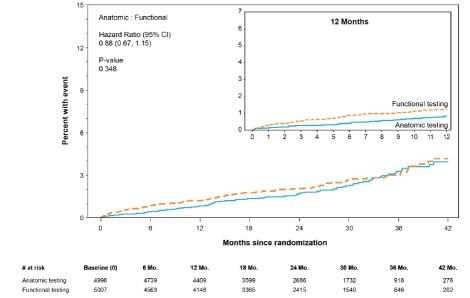 Anatomic : Functional
Hazard Ratio (95% CI)
0.88 (0.67, 1.15)
P-value
0.348
Percent with event
15
12
9
6
3
0
12 Months
7
6
5
4
3
2
1
0
Functional testing
Anatomic testing
0 1 2 3 4 5 6 7 8 9 10 11 12
0 6 12 18 24 30 36 42
Months since randomization
# at risk Baseline (0) 6 Mo. 12 Mo. 18 Mo. 24 Mo. 30 Mo. 36 Mo. 42 Mo.
Anatomic testing 4996 4739 4409 3599 2686 1732 918 276
Functional testing 5007 4563 4148 3365 2415 1540 846 262